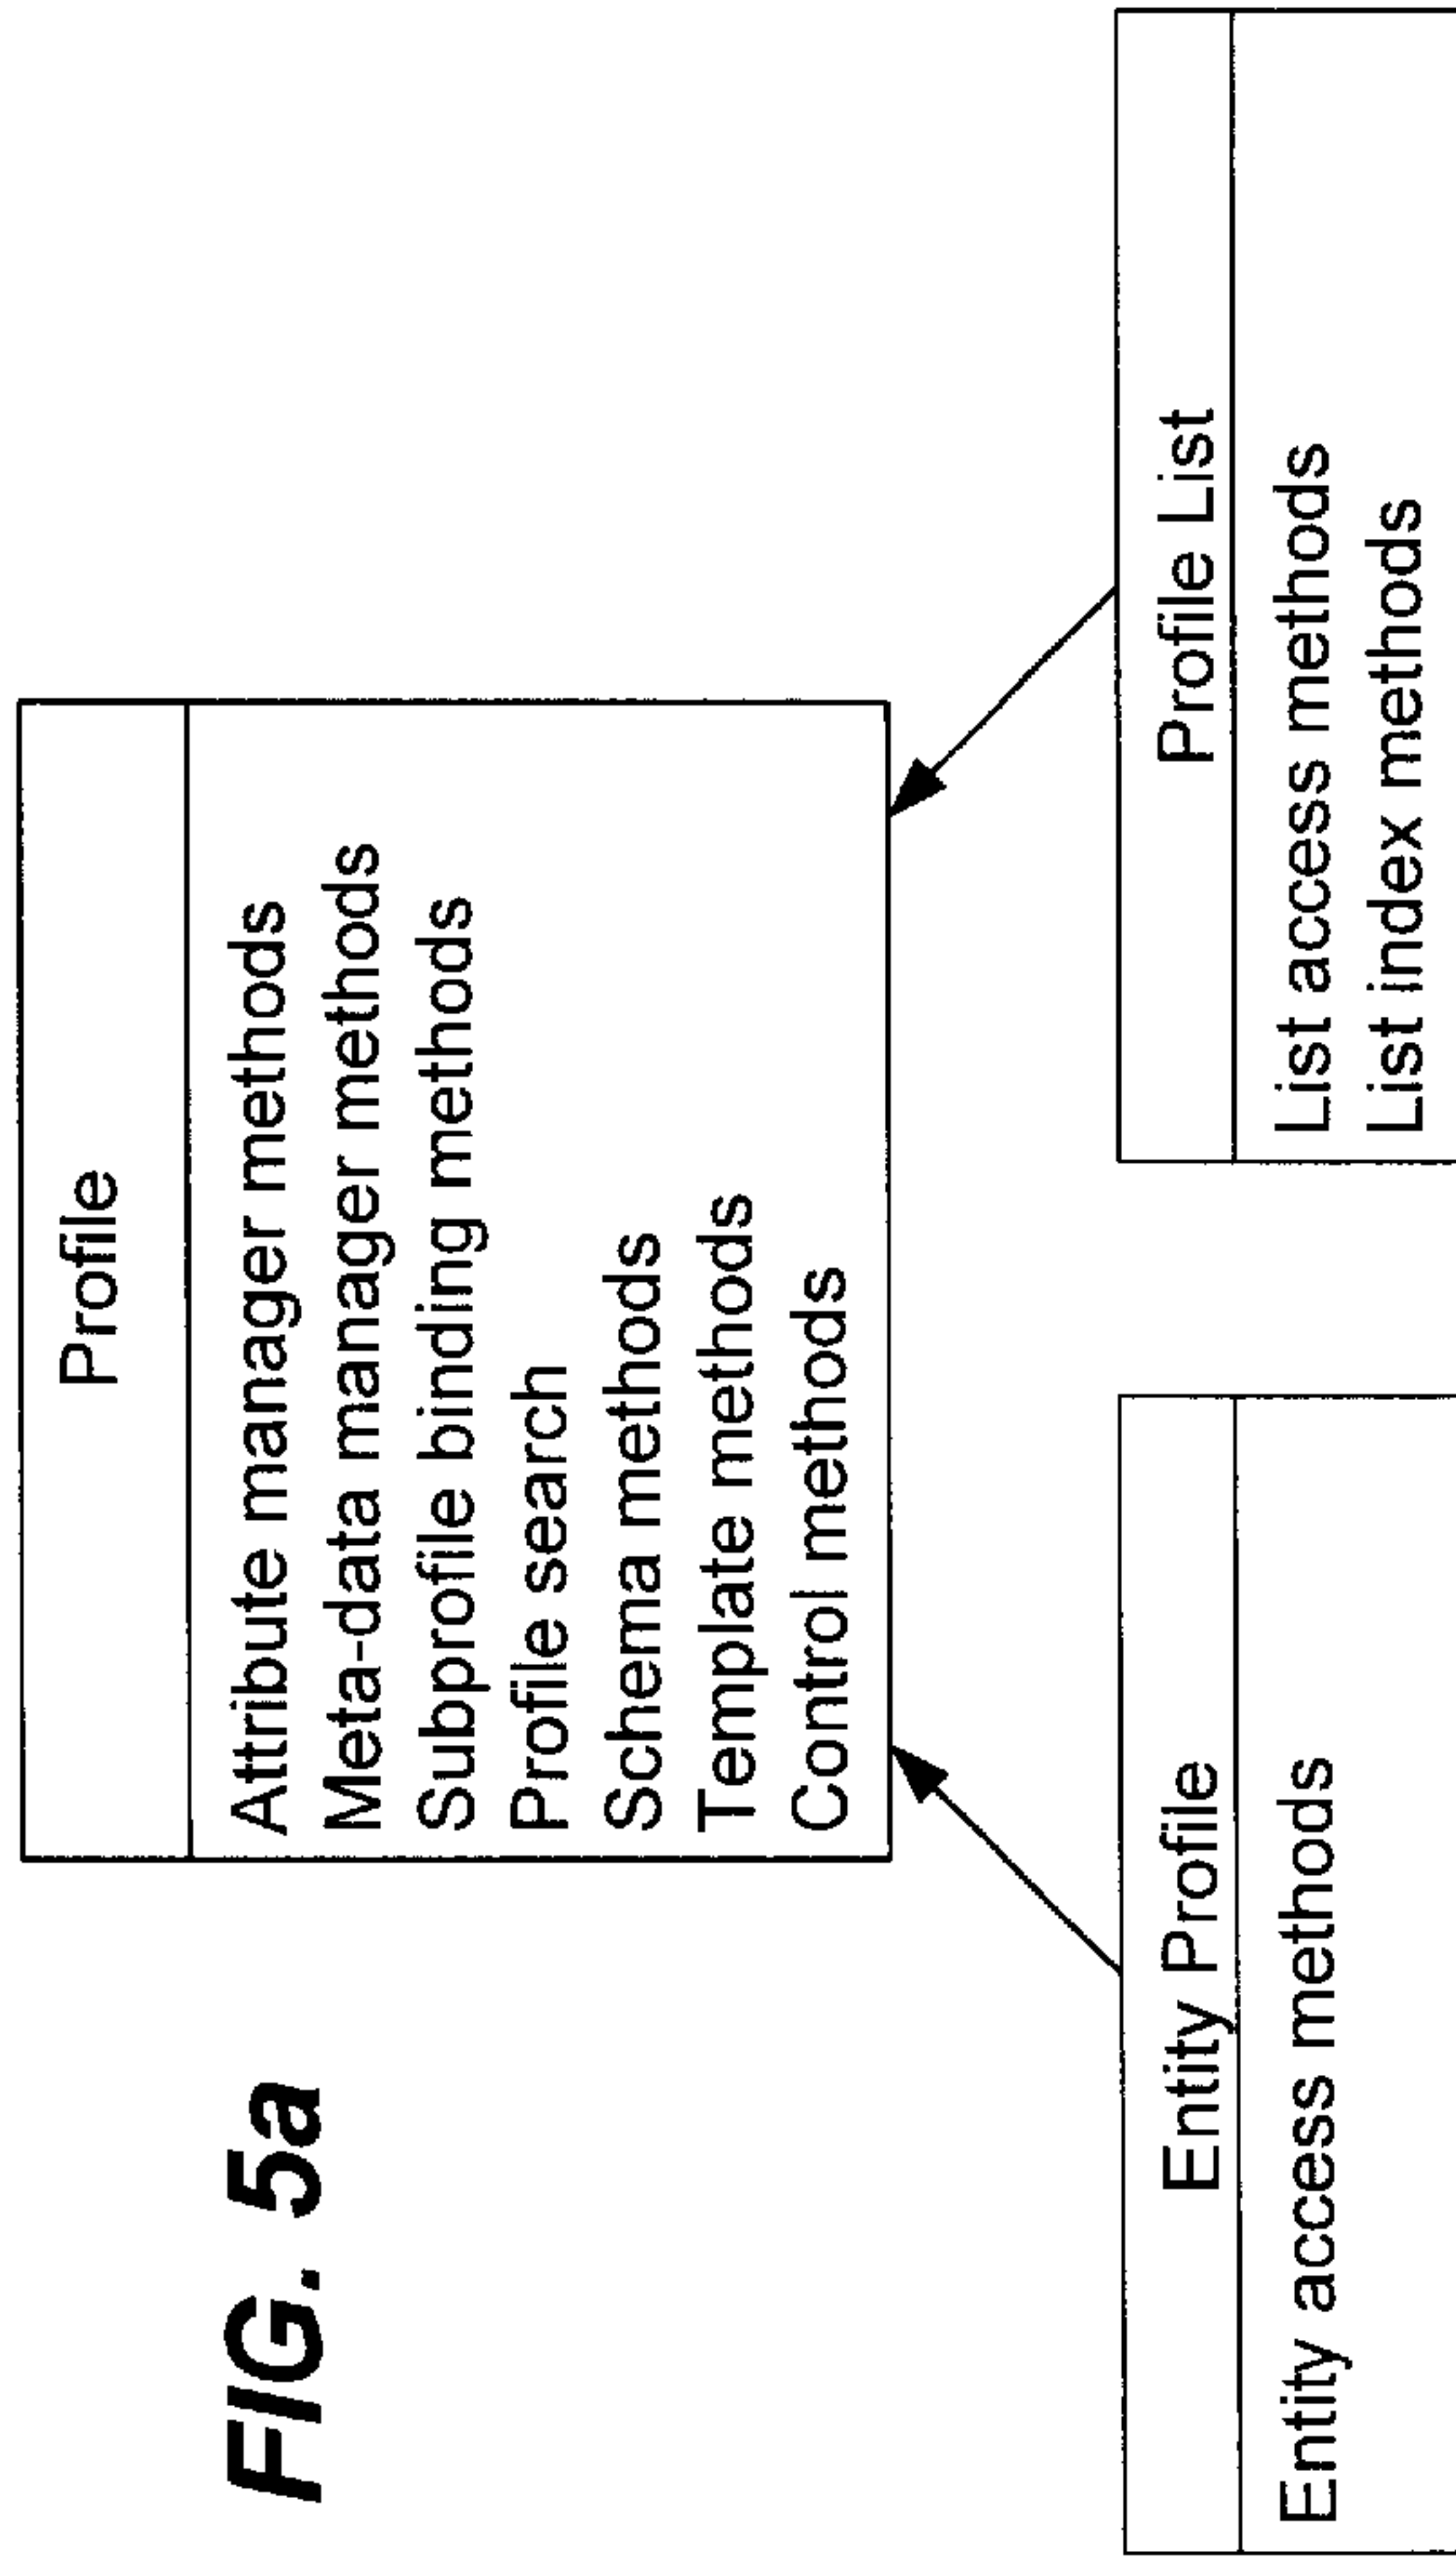 FIG. 5a
Profile
Attribute manager methods
Meta-data manager methods
Subprofile binding methods
Profile search
Schema methods
Template methods
Control methods
Entity Profile
Entity access methods
Profile List
List access methods
List index methods